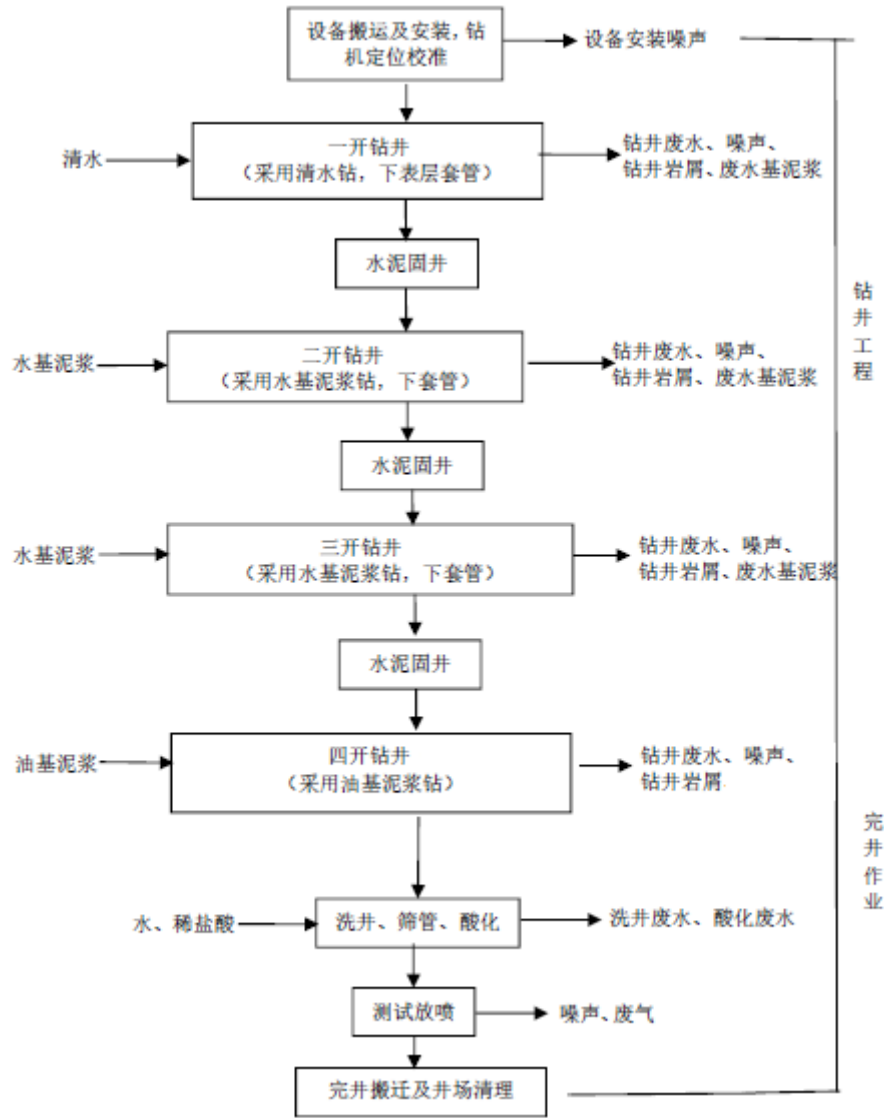 设备搬运及安装，钻
机定位校准
设备安装噪声
清水
一开钻井
（采用清水钻，下表层套管）
钻井废水、噪声、
钻井岩屑、废水基泥浆
水泥固井
水基泥浆
二开钻井
（采用水基泥浆钻，下套管）
钻井废水、噪声、
钻井岩屑、废水基泥浆
钻井工程
水泥固井
水基泥浆
三开钻井
（采用水基泥浆钻，下套管）
钻井废水、噪声、
钻井岩屑、废水基泥浆
水泥固井
油基泥浆
四开钻井
（采用油基泥浆钻）
钻井废水、噪声、
钻井岩屑
完井作业
水、稀盐酸
洗井、筛管、酸化
洗井废水、酸化废水
测试放喷
噪声、废气
完井搬迁及井场清理